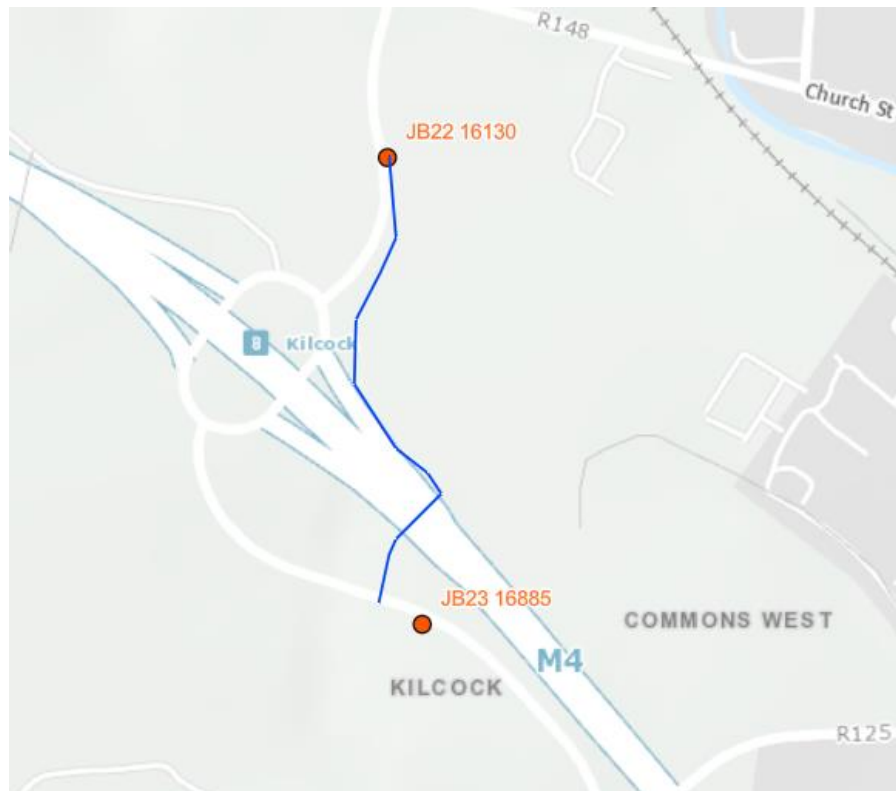 R148
Church St
JB22 16130
8 Kilcock
JB23 16885
COMMONS WEST
M4
KILCOCK
R125